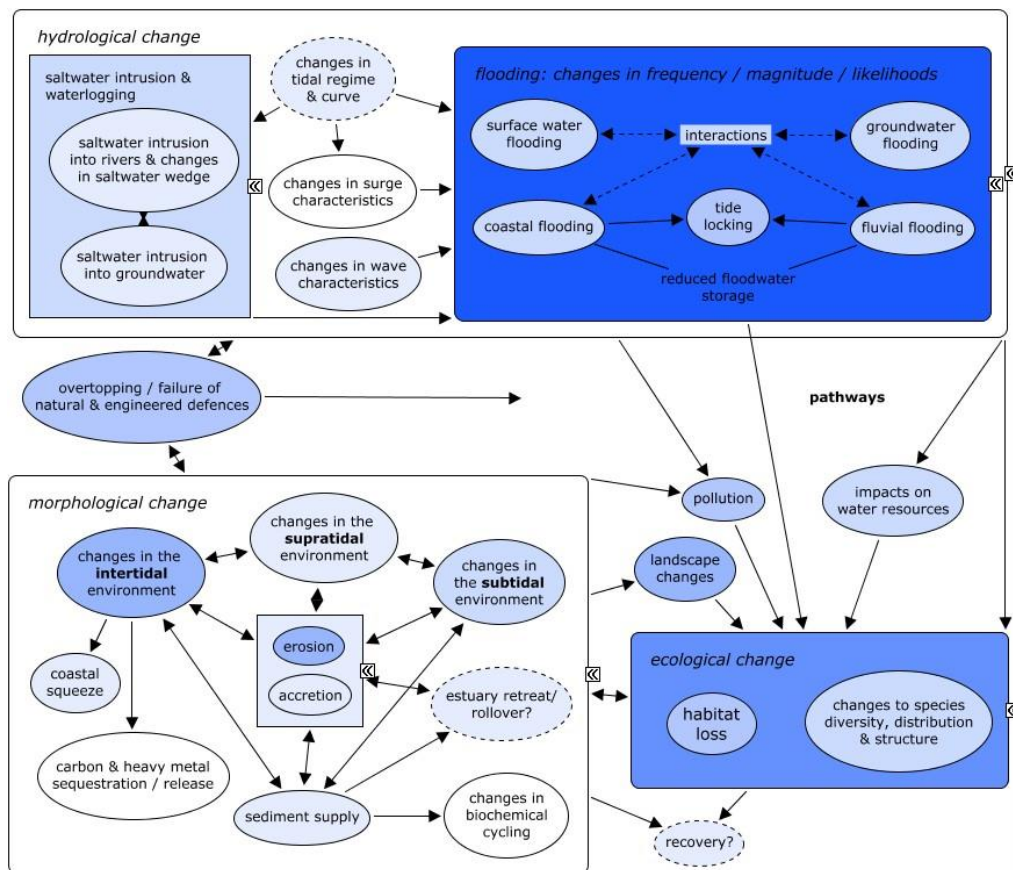 hydrological change
saltwater intrusion &
waterlogging
saltwater intrusion
into rivers & changes
in saltwater wedge
saltwater intrusion
into groundwater
changes in
tidal regime
& curve
changes in surge
characteristics
changes in wave
characteristics
flooding: changes in frequency / magnitude / likelihoods
surface water
flooding
interactions
groundwater
flooding
coastal flooding
tide
locking
fluvial flooding
reduced floodwater
storage
overtopping / failure of
natural & engineered defences
pathways
pollution
impacts on
water resources
landscape
changes
morphological change
changes in the
intertidal
environment
changes in the
supratidal
environment
changes in
the subtidal
environment
erosion
accretion
coastal
squeeze
estuary retreat/
rollover?
carbon & heavy metal
sequestration / release
sediment supply
changes in
biochemical
cycling
ecological change
habitat
loss
changes to species
diversity, distribution
& structure
recovery?